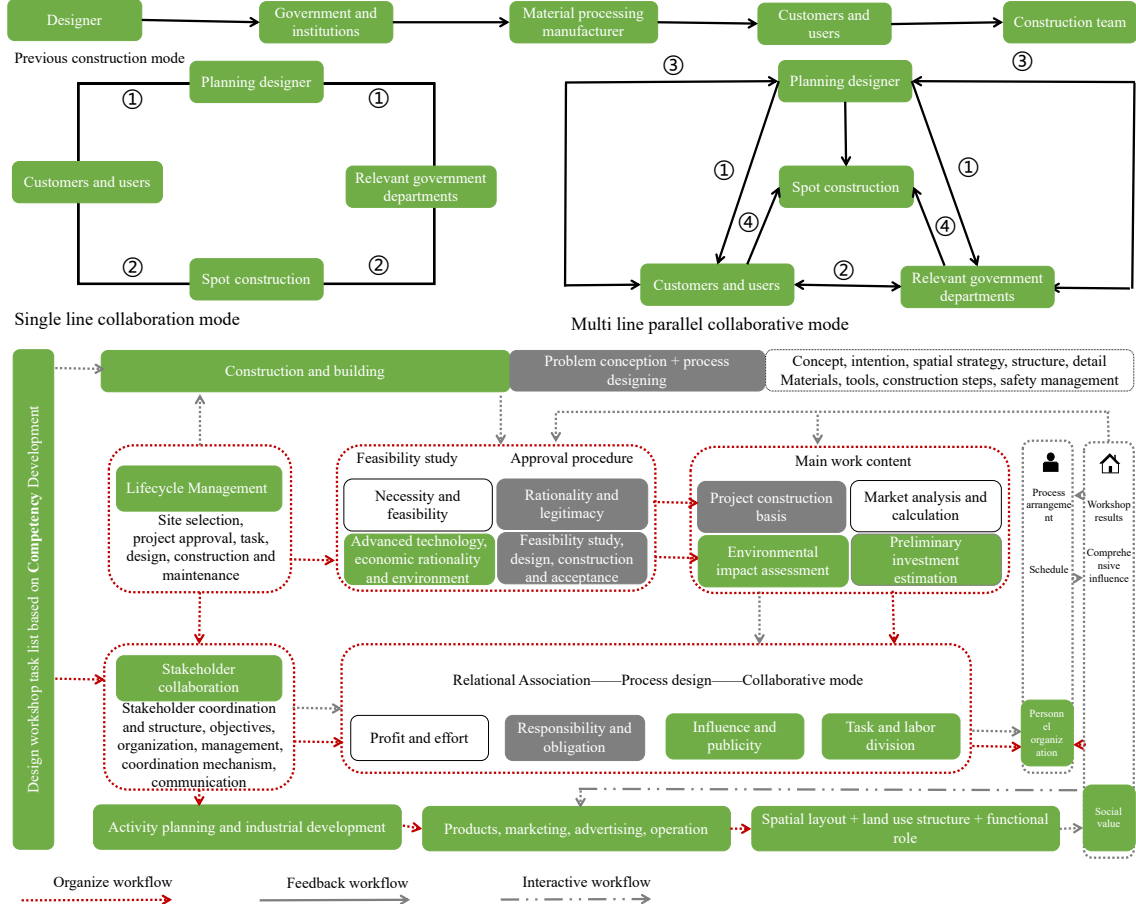 Designer
Government and
institutions
Material processing
manufacturer
Customers and
users
Construction team
Previous construction mode
①
Planning designer
①
Customers and users
Relevant government
departments
②
Spot construction
②
Single line collaboration mode
③
Planning designer
③
①
Spot construction
①
④
④
Customers and users
②
Relevant government
departments
Multi line parallel collaborative mode
Design workshop task list based on Competency Development
Construction and building
Problem conception + process
designing
Concept, intention, spatial strategy, structure, detail
Materials, tools, construction steps, safety management
Lifecycle Management
Site selection,
project approval, task,
design, construction and
maintenance
Feasibility study
Approval procedure
Necessity and
feasibility
Rationality and
legitimacy
Advanced technology,
economic rationality
and environment
Feasibility study,
design, construction
and acceptance
Main work content
Project construction
basis
Market analysis and
calculation
Environmental
impact assessment
Preliminary
investment
estimation
Process
arrangeme
nt
Schedule
Workshop
results
Comprehe
nsive
influence
Stakeholder
collaboration
Stakeholder coordination
and structure, objectives,
organization, management,
coordination mechanism,
communication
Relational Association——Process design——Collaborative mode
Profit and effort
Responsibility and
obligation
Influence and
publicity
Task and labor
division
Personn
el
organiz
ation
Activity planning and industrial development
Products, marketing, advertising, operation
Spatial layout + land use structure + functional
role
Social
value
Organize workflow
Feedback workflow
Interactive workflow